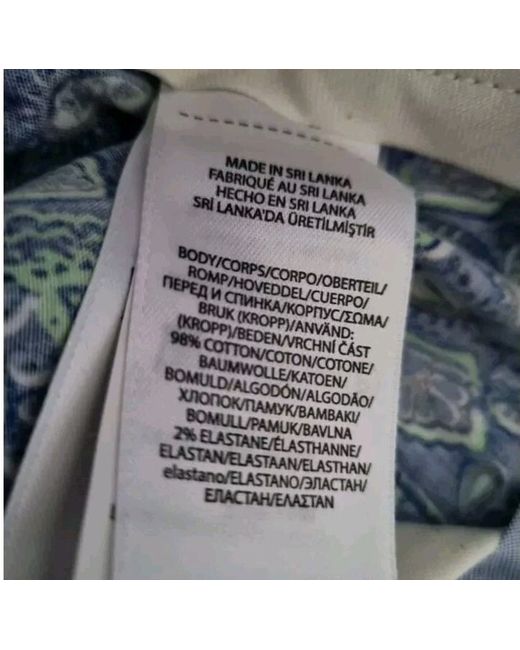 MADE IN SRI LANKA
FABRIQUÉ AU SRI LANKA
HECHO EN SRI LANKA
SRİ LANKA'DA ÜRETİLMİŞTİR
BODY/CORPS/CORPO/OBERTEIL/
ROMP/HOVEDDEL/CUERPO/
ПЕРЕД И СПИНКА/КОРПУС/ΣΩΜΑ/
BRUK (KROPP)/ANVÄND:
(KROPP)/BEDEN/VRCHNÍ ČÁST
98% COTTON/COTON/COTONE/
BAUMWOLLE/KATOEN/
BOMULD/ALGODÓN/ALGODÃO/
ХЛОПОК/ПАМУК/ΒΑΜΒΑΚΙ/
BOMULL/PAMUK/BAVLNA
2% ELASTANE/ÉLASTHANNE/
ELASTAN/ELASTAAN/ELASTHAN/
elastano/ELASTANO/ЭЛАСТАН/
ЕЛАСТАН/ΕΛΑΣΤΑΝ